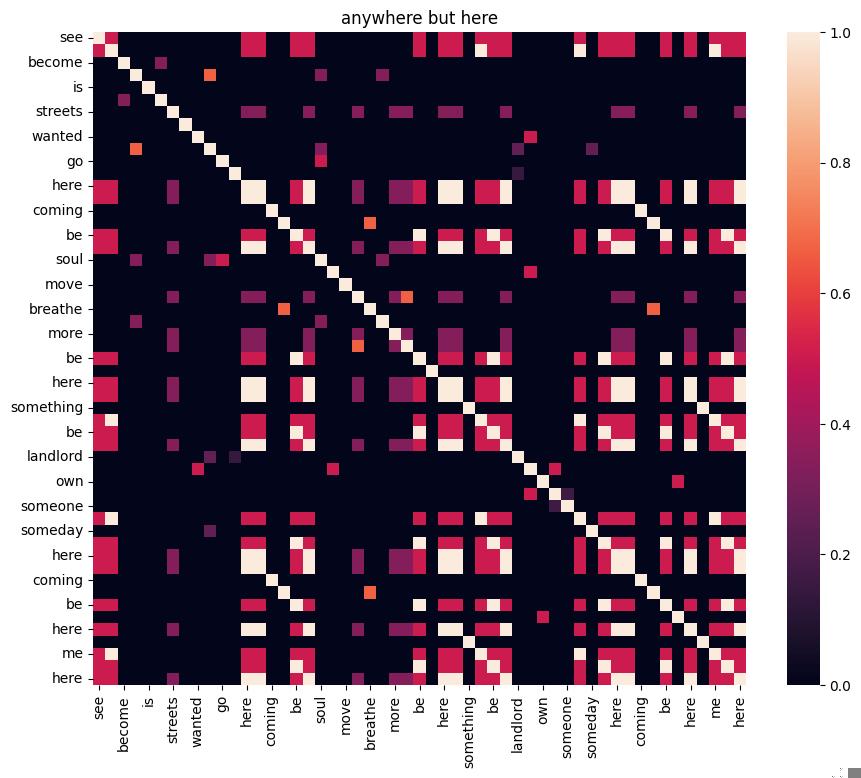 anywhere but here
see
become
is
streets
wanted
go
here
coming
be
soul
move
breathe
more
be
here
something
be
landlord
own
someone
someday
here
coming
be
here
me
here
see
become
is
streets
wanted
go
here
coming
be
soul
move
breathe
more
be
here
something
be
landlord
own
someone
someday
here
coming
be
here
me
here
1.0
0.8
0.6
0.4
0.2
0.0